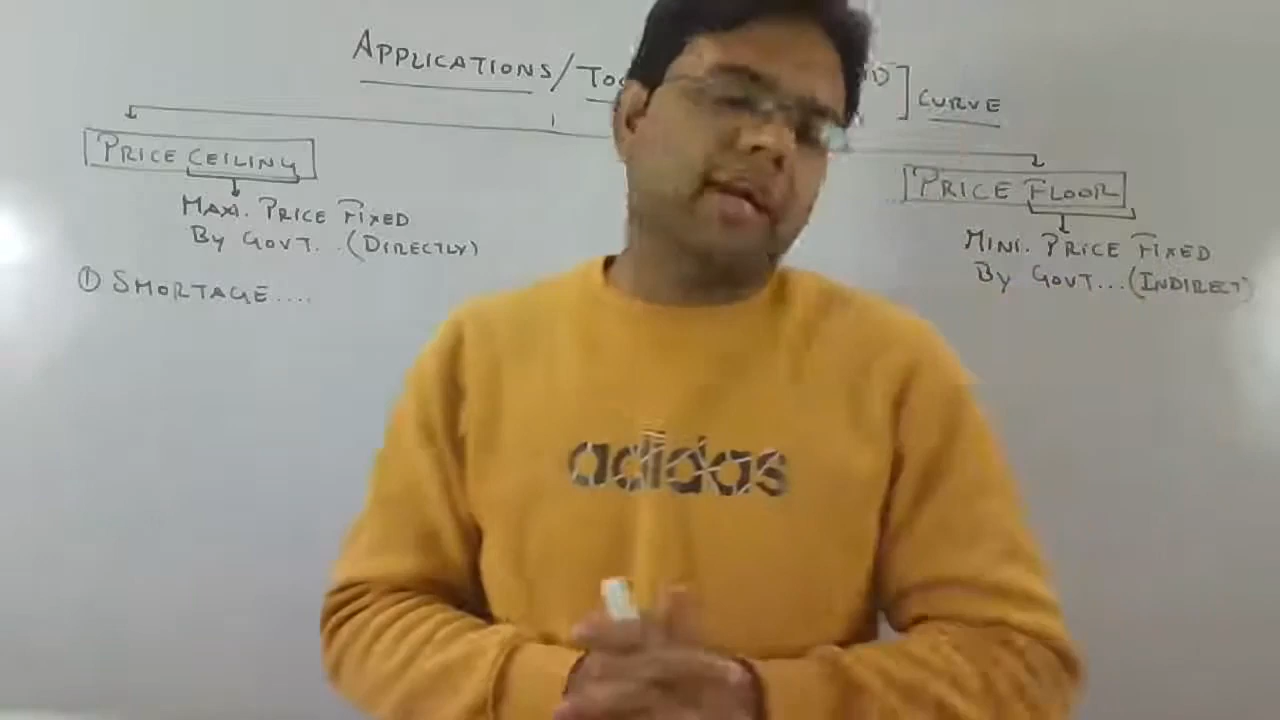 APPLICATIONS/
CURVE
PRICE CEILING
MAXI. PRICE FIXED
By GOVT... (DIRECTLY)
① SHORTAGE....
PRICE FLOOR
MINI. PRICE FIXED
By GOVT...(INDIRECT)
adidas